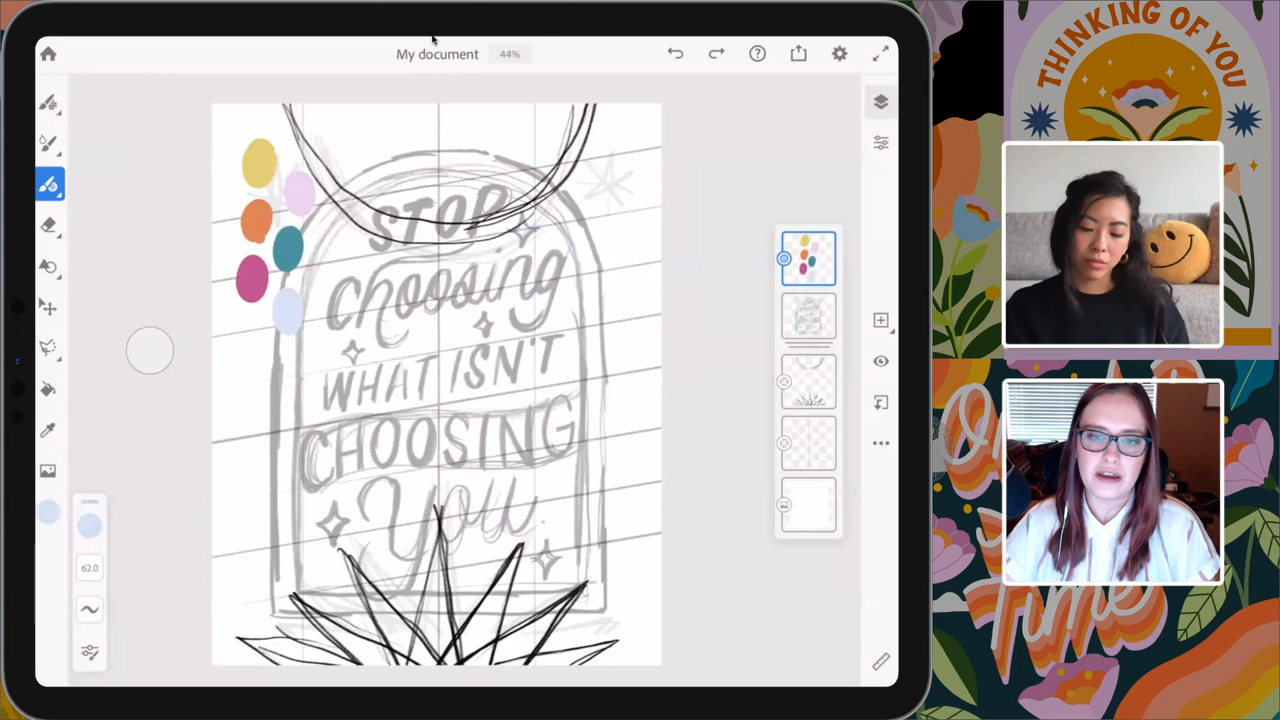 My document 44%
STOP
choosing
WHAT ISN'T
CHOOSING
You
62.0
THINKING OF YOU
Time